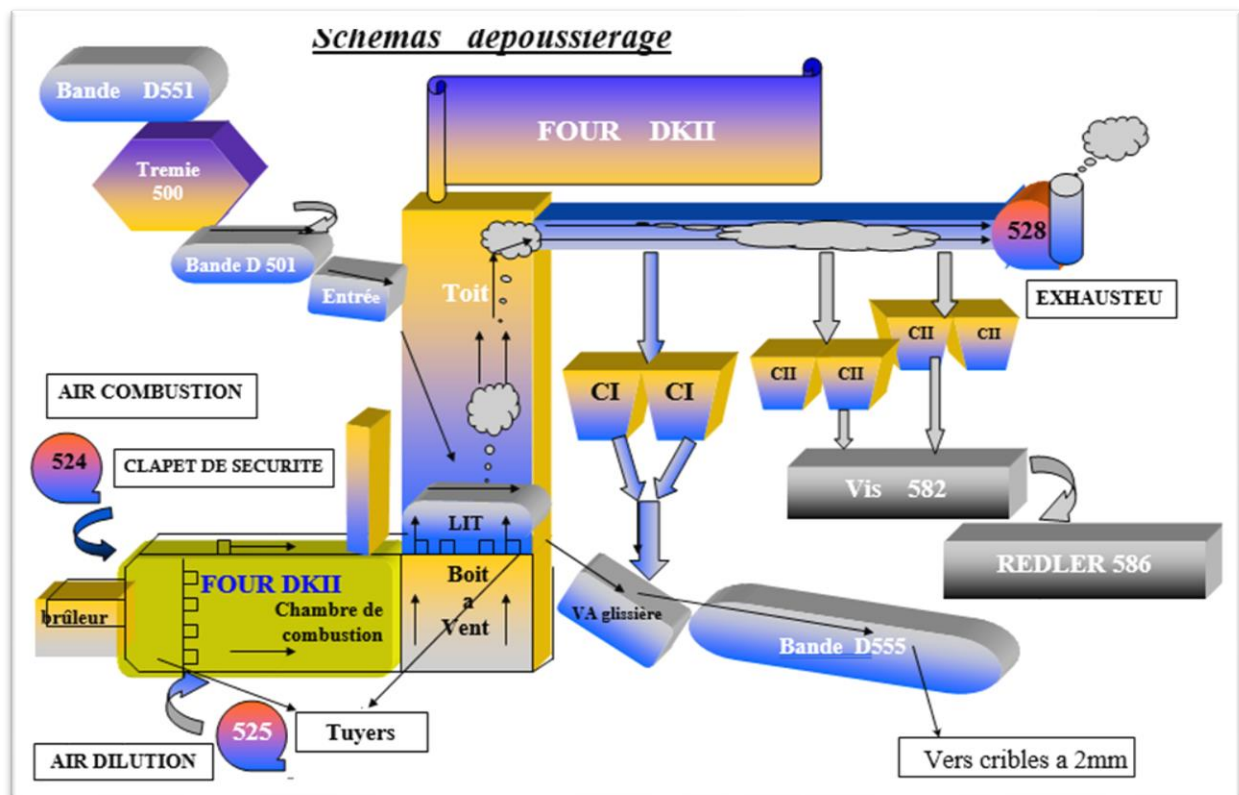 Schemas depoussierage
Bande D551
FOUR DKII
Tremie
500
528
Bande D 501
Entrée
Toit
EXHAUSTEU
CII
CII
CII
CII
CI
CI
AIR COMBUSTION
524
CLAPET DE SECURITE
Vis 582
LIT
REDLER 586
FOUR DKII
Boit
a
Vent
brûleur
Chambre de
combustion
VA glissière
Bande D555
525
Tuyers
AIR DILUTION
Vers cribles a 2mm